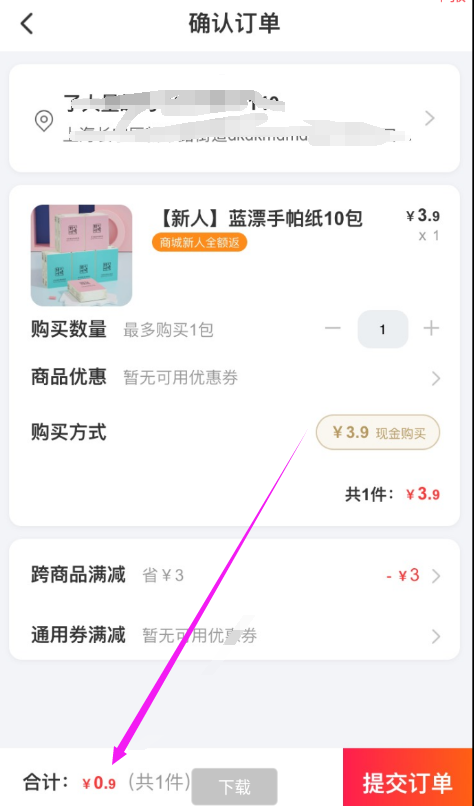 确认订单
【新人】蓝漂手帕纸10包
¥3.9
商城新人全额返
x 1
购买数量 最多购买1包 — 1 +
商品优惠 暂无可用优惠券
购买方式 ¥3.9 现金购买
共1件: ¥3.9
跨商品满减 省¥3 - ¥3
通用券满减 暂无可用优惠券
合计: ¥0.9 (共1件) 下载 提交订单